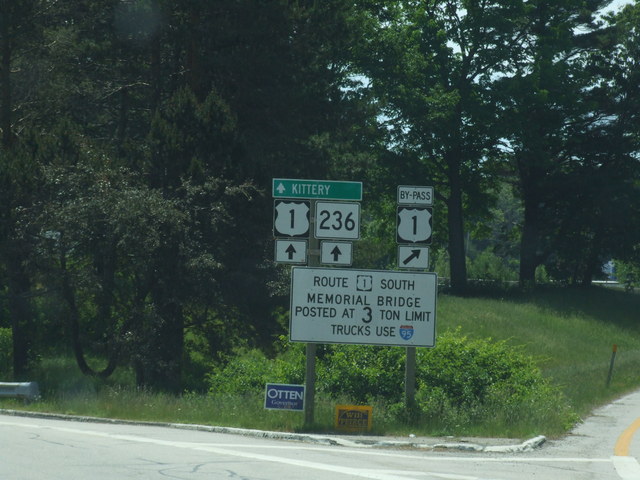 KITTERY
BY-PASS
1
236
1
ROUTE 1 SOUTH
MEMORIAL BRIDGE
POSTED AT 3 TON LIMIT
TRUCKS USE 95
OTTEN